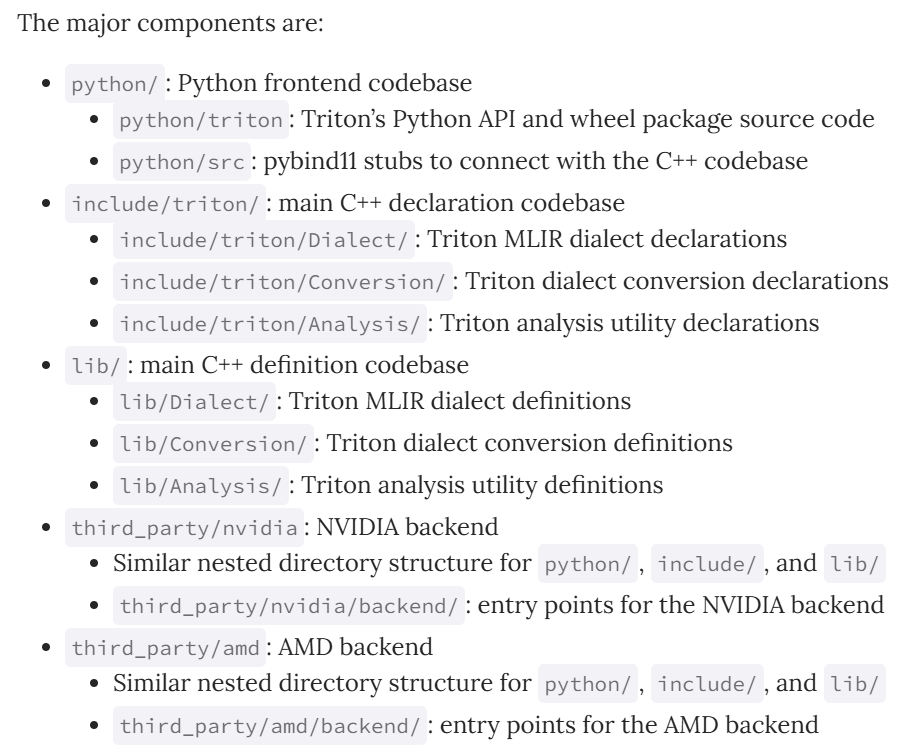 The major components are:
python/ : Python frontend codebase
python/triton : Triton’s Python API and wheel package source code
python/src : pybind11 stubs to connect with the C++ codebase
include/triton/ : main C++ declaration codebase
include/triton/Dialect/ : Triton MLIR dialect declarations
include/triton/Conversion/ : Triton dialect conversion declarations
include/triton/Analysis/ : Triton analysis utility declarations
lib/ : main C++ definition codebase
lib/Dialect/ : Triton MLIR dialect definitions
lib/Conversion/ : Triton dialect conversion definitions
lib/Analysis/ : Triton analysis utility definitions
third_party/nvidia : NVIDIA backend
Similar nested directory structure for python/ , include/ , and lib/
third_party/nvidia/backend/ : entry points for the NVIDIA backend
third_party/amd : AMD backend
Similar nested directory structure for python/ , include/ , and lib/
third_party/amd/backend/ : entry points for the AMD backend